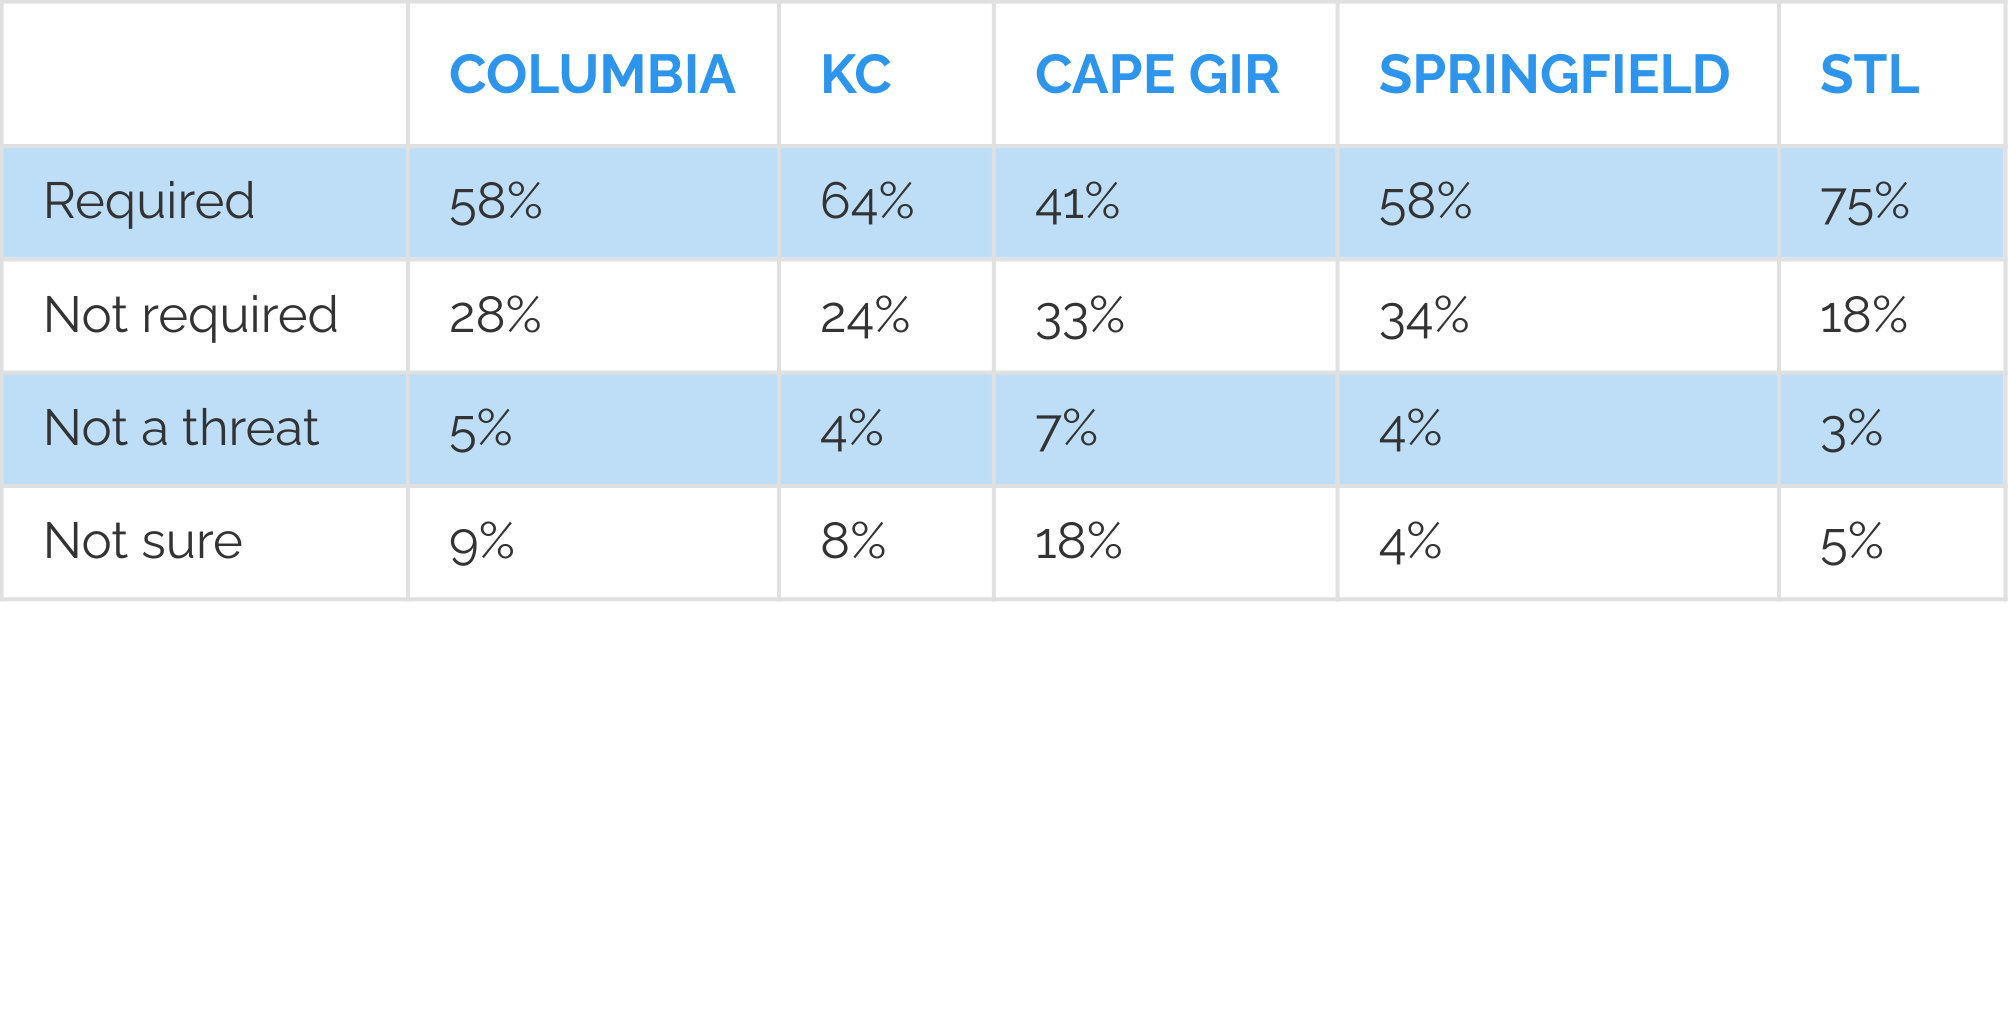 COLUMBIA KC CAPE GIR SPRINGFIELD STL
Required 58% 64% 41% 58% 75%
Not required 28% 24% 33% 34% 18%
Not a threat 5% 4% 7% 4% 3%
Not sure 9% 8% 18% 4% 5%